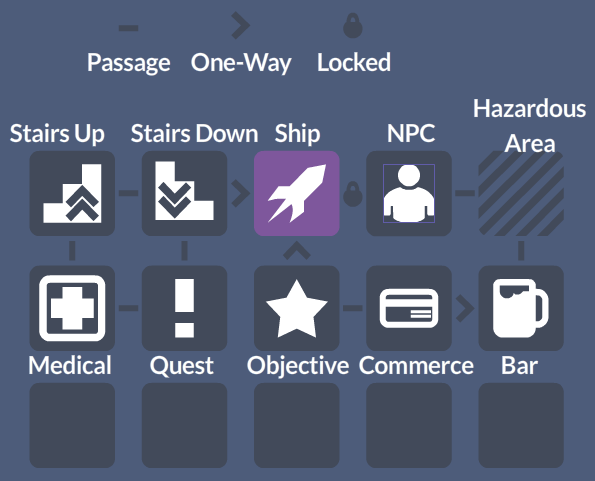 Passage One-Way Locked
Hazardous
Area
Stairs Up Stairs Down Ship NPC
Medical Quest Objective Commerce Bar